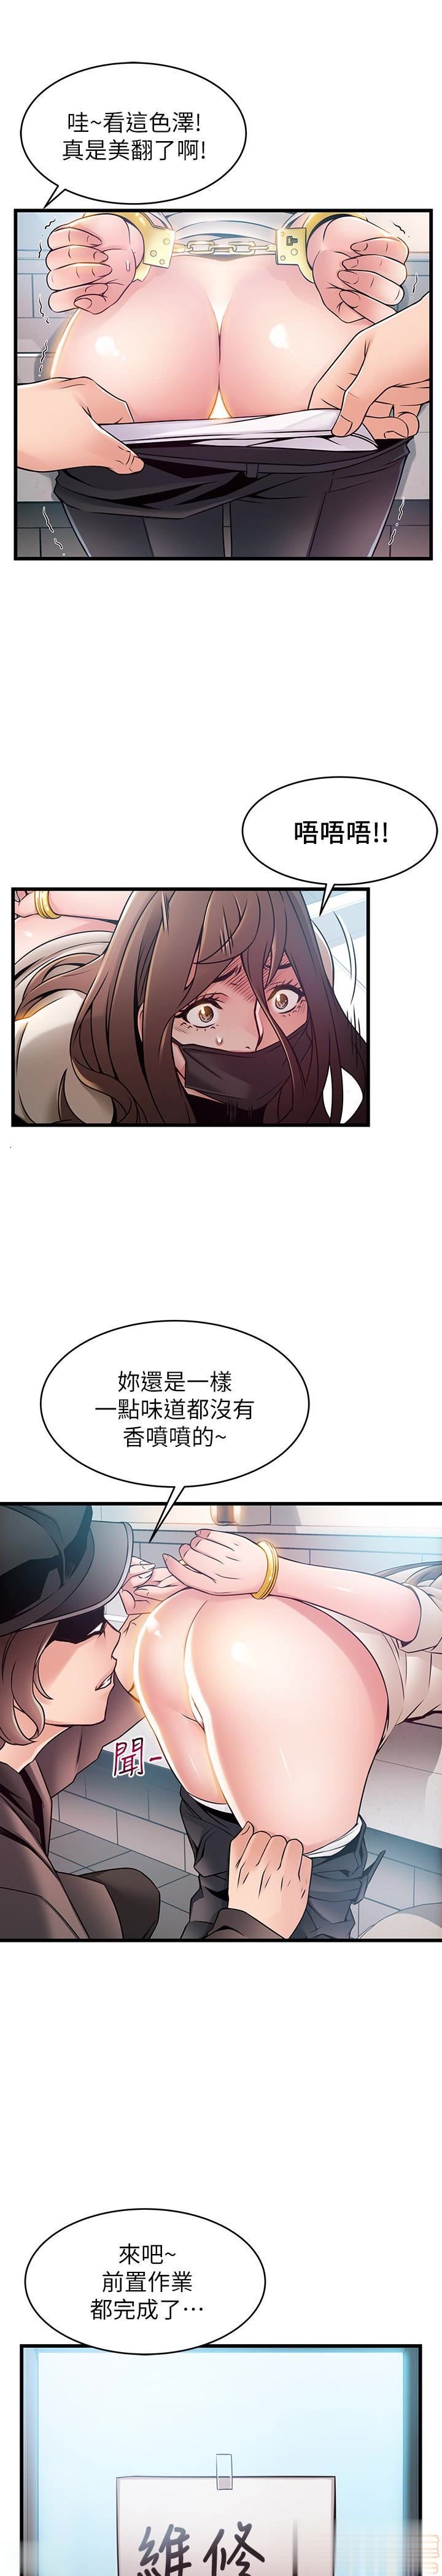 哇~看這色澤!
真是美翻了啊!
唔唔唔!!
妳還是一樣
一點味道都沒有
香噴噴的~
聞-
來吧~
前置作業
都完成了…
維修